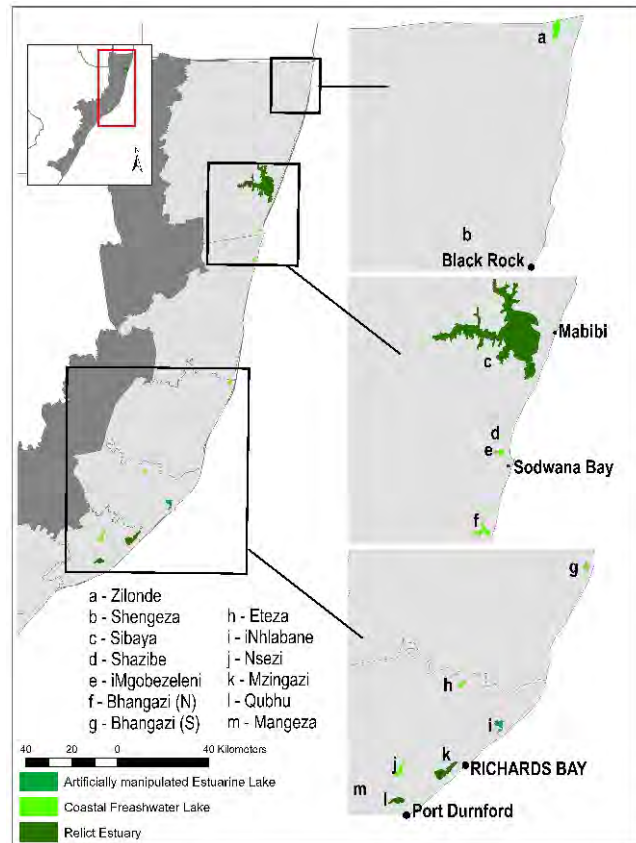 a
b
Black Rock
c
Mabibi
d
e
Sodwana Bay
f
g
h
i
j
k
RICHARDS BAY
m
l
Port Durnford
a - Zilonde
b - Shengeza
c - Sibaya
d - Shazibe
e - iMgobezeleni
f - Bhangazi (N)
g - Bhangazi (S)
h - Eteza
i - iNhlabane
j - Nsezi
k - Mzingazi
l - Qubhu
m - Mangeza
40 20 0 40 Kilometers
Artificially manipulated Estuarine Lake
Coastal Freashwater Lake
Relict Estuary